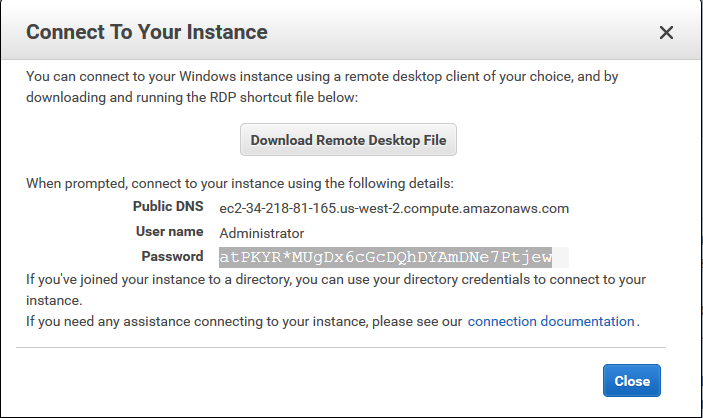 Connect To Your Instance
You can connect to your Windows instance using a remote desktop client of your choice, and by
downloading and running the RDP shortcut file below:
Download Remote Desktop File
When prompted, connect to your instance using the following details:
Public DNS ec2-34-218-81-165.us-west-2.compute.amazonaws.com
User name Administrator
Password atPKYR*MUgDx6cGcDQhDYAmDNe7Ptjew
If you've joined your instance to a directory, you can use your directory credentials to connect to your
instance.
If you need any assistance connecting to your instance, please see our connection documentation.
Close